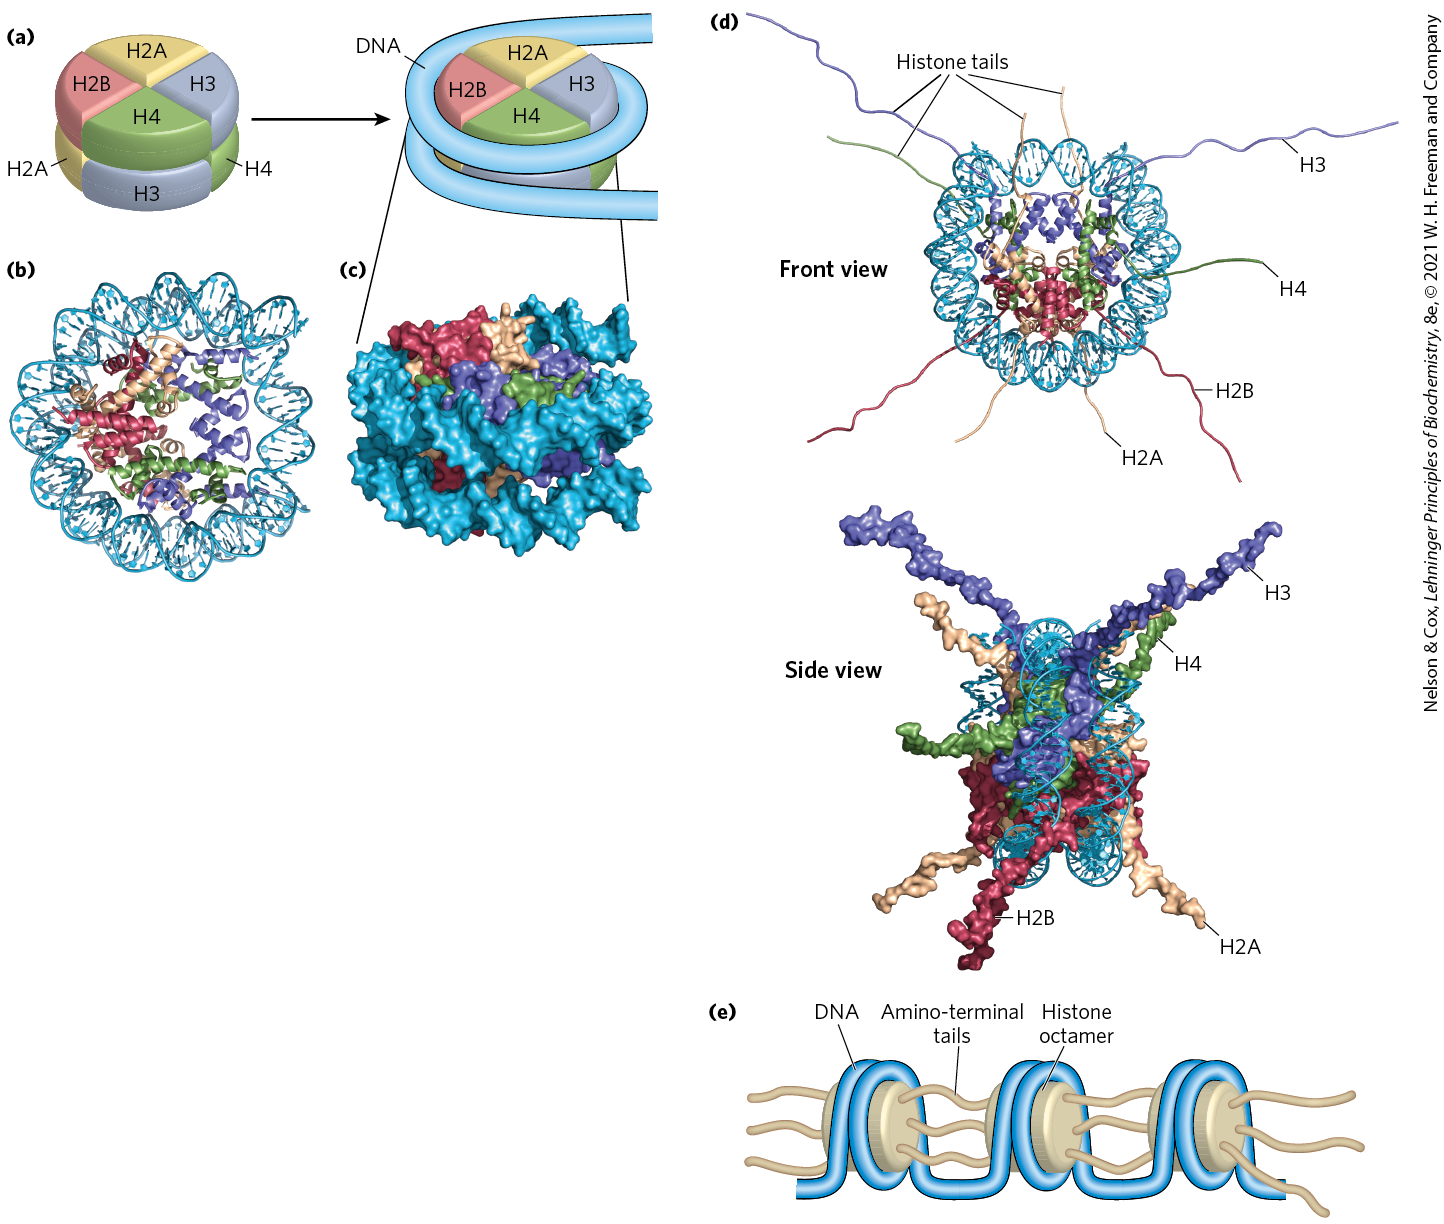 (a)
H2A
H2B
H3
H4
H2A
H4
H3
DNA
H2A
H2B
H3
H4
(b)
(c)
(d)
Histone tails
H3
Front view
H4
H2B
H2A
H3
Side view
H4
H2B
H2A
(e)
DNA
Amino-terminal
tails
Histone
octamer
Nelson & Cox, Lehninger Principles of Biochemistry, 8e, © 2021 W. H. Freeman and Company